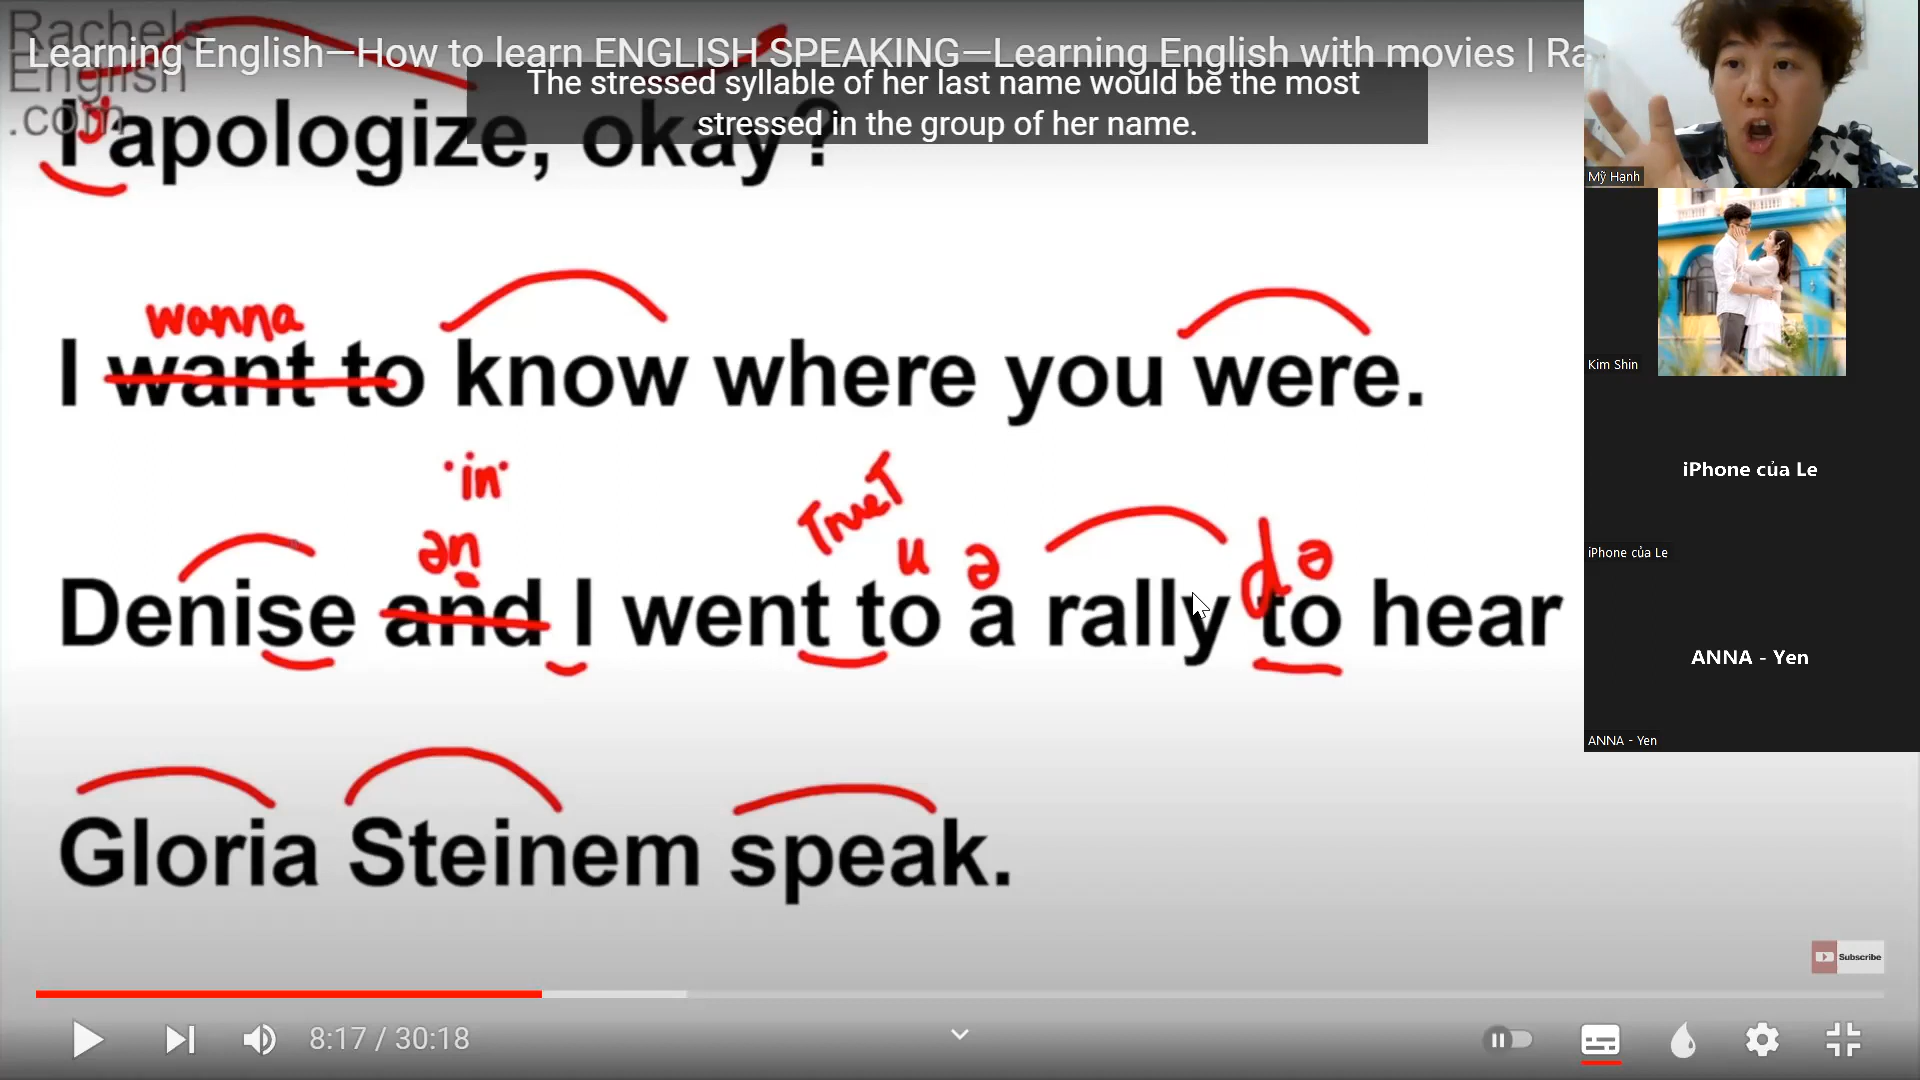 Rachel's
English
.com
Learning English—How to learn ENGLISH SPEAKING—Learning English with movies | Ra
The stressed syllable of her last name would be the most
stressed in the group of her name.
I apologize, okay?
wanna
I want to know where you were.
in
ən
True T
u
ə
d
ə
Denise and I went to a rally to hear
Gloria Steinem speak.
Mỹ Hạnh
Kim Shin
iPhone của Le
iPhone của Le
ANNA - Yen
ANNA - Yen
Subscribe
8:17 / 30:18